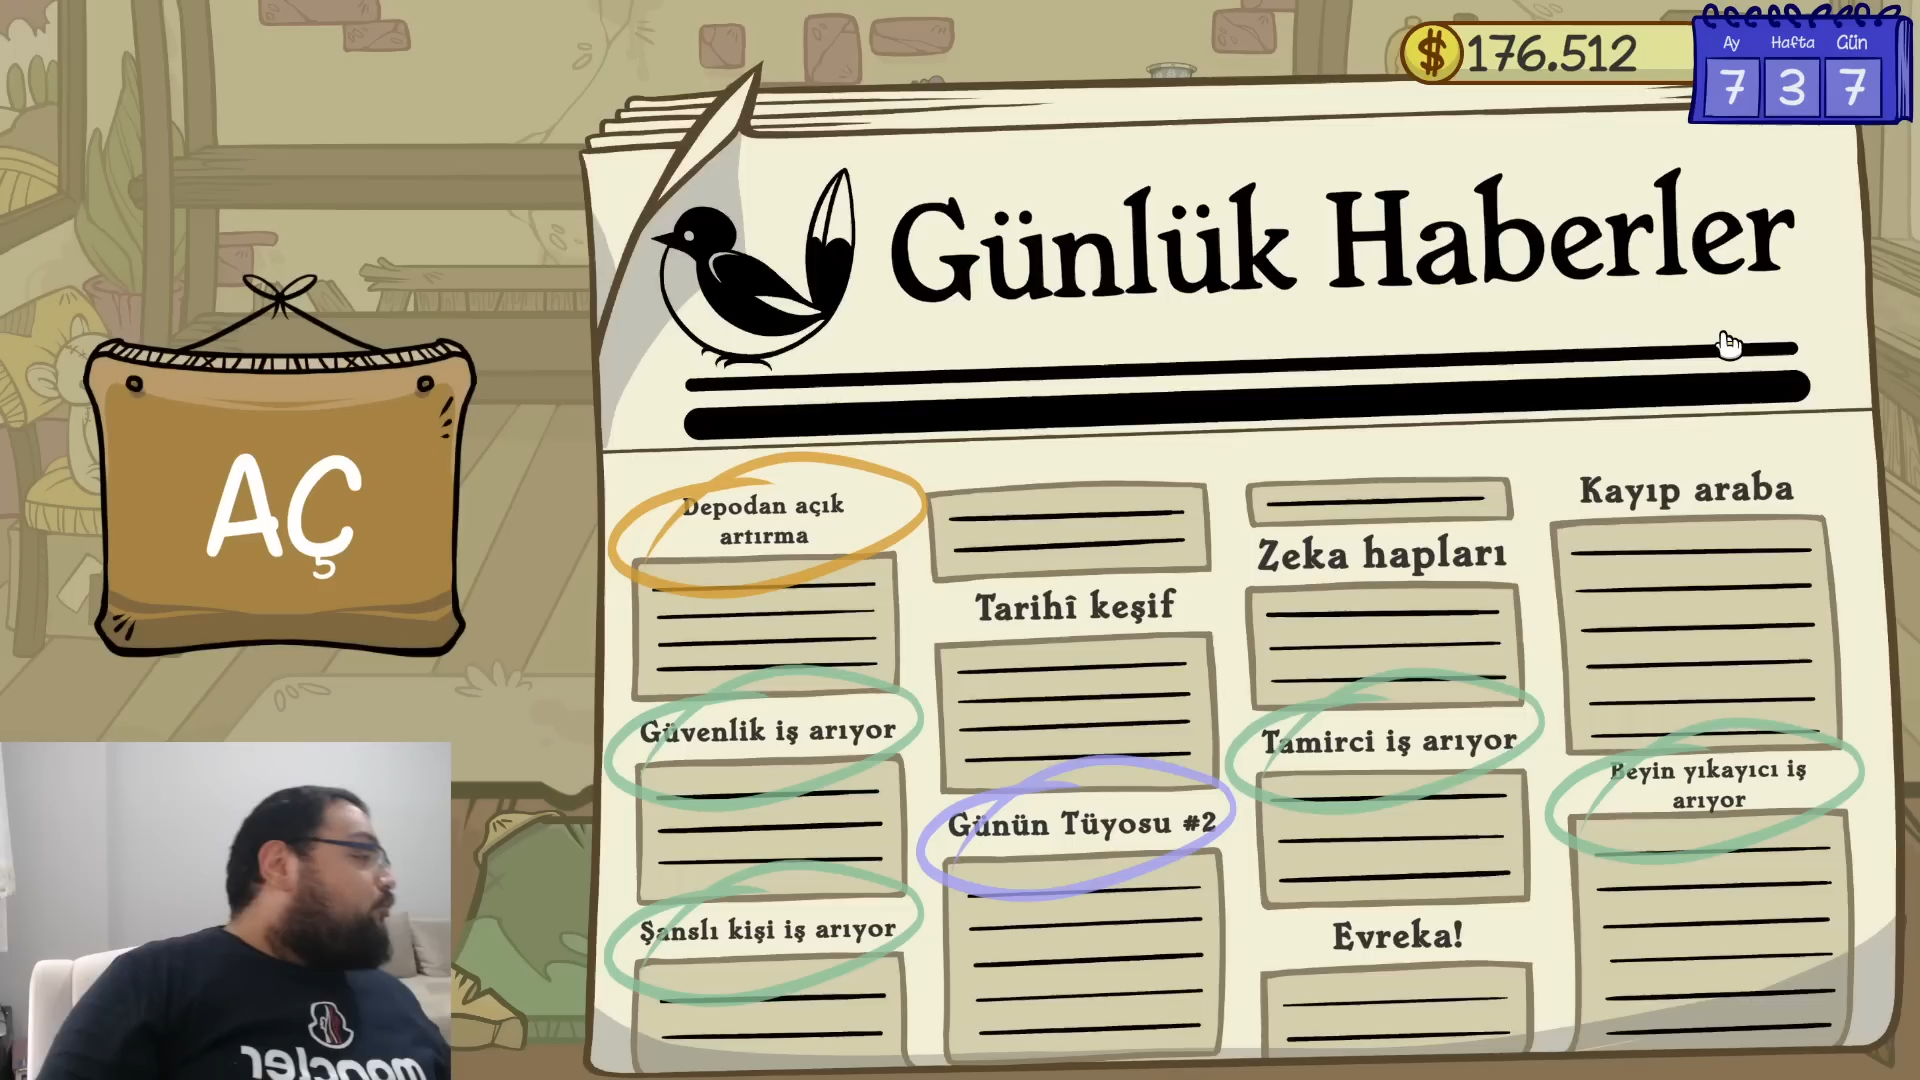 $ 176.512
Ay Hafta Gün
7 3 7
Günlük Haberler
AÇ
Depodan açık
artırma
Güvenlik iş arıyor
Şanslı kişi iş arıyor
Tarihî keşif
Günün Tüyosu #2
Zeka hapları
Tamirci iş arıyor
Evreka!
Kayıp araba
Beyin yıkayıcı iş
arıyor
moncler